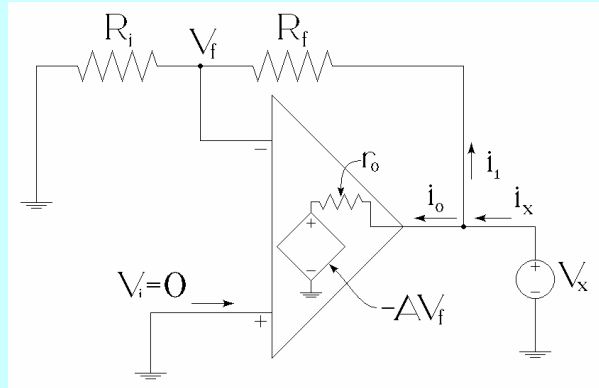 R_i V_f R_f
−
r_o
i_1
i_o i_x
+
−
V_i=0
+
−AV_f
+
−
V_x